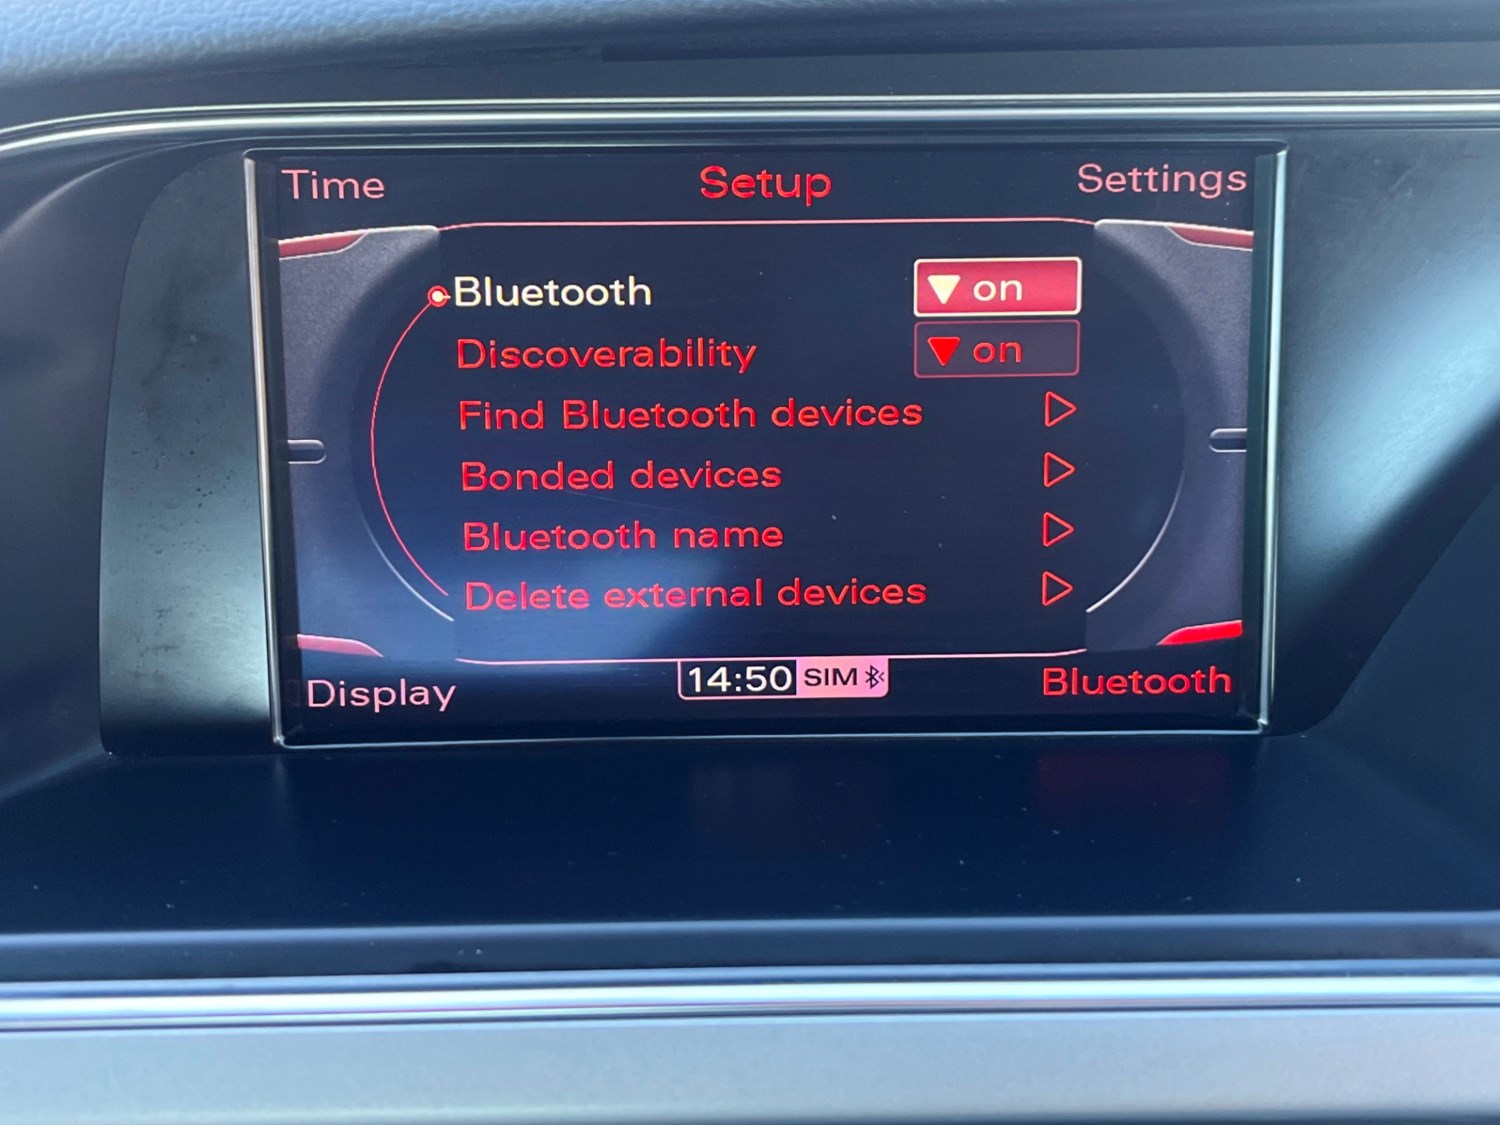 Time Setup Settings
Bluetooth on
Discoverability on
Find Bluetooth devices
Bonded devices
Bluetooth name
Delete external devices
Display 14:50 SIM Bluetooth